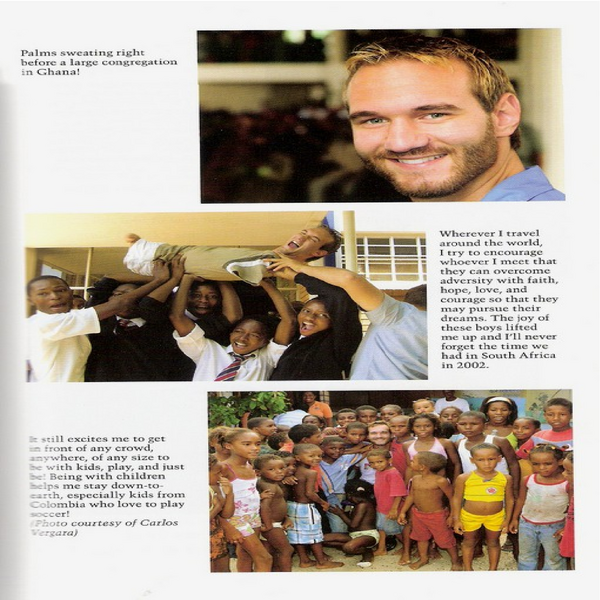 Palms sweating right
before a large congregation
in Ghana!
Wherever I travel
around the world,
I try to encourage
whoever I meet that
they can overcome
adversity with faith,
hope, love, and
courage so that they
may pursue their
dreams. The joy of
these boys lifted
me up and I'll never
forget the time we
had in South Africa
in 2002.
It still excites me to get
in front of any crowd,
anywhere, of any size to
be with kids, play, and just
be! Being with children
helps me stay down-to-
earth, especially kids from
Colombia who love to play
soccer!
(Photo courtesy of Carlos
Vergara)